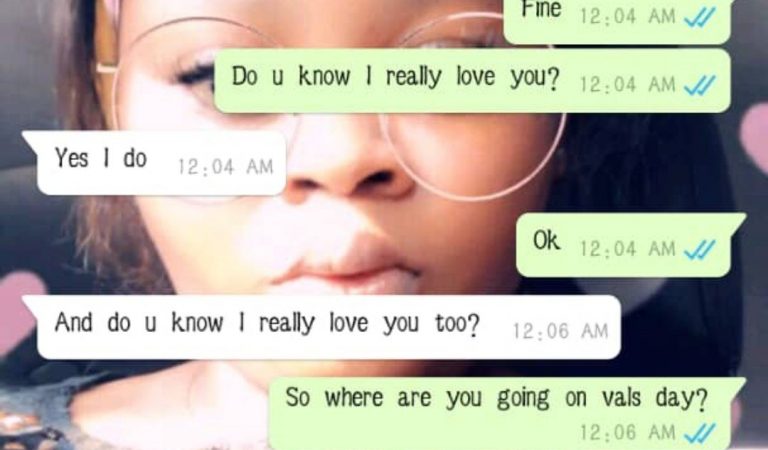 Fine 12:04 AM
Do u know I really love you? 12:04 AM
Yes I do 12:04 AM
Ok 12:04 AM
And do u know I really love you too? 12:06 AM
So where are you going on vals day?
12:06 AM